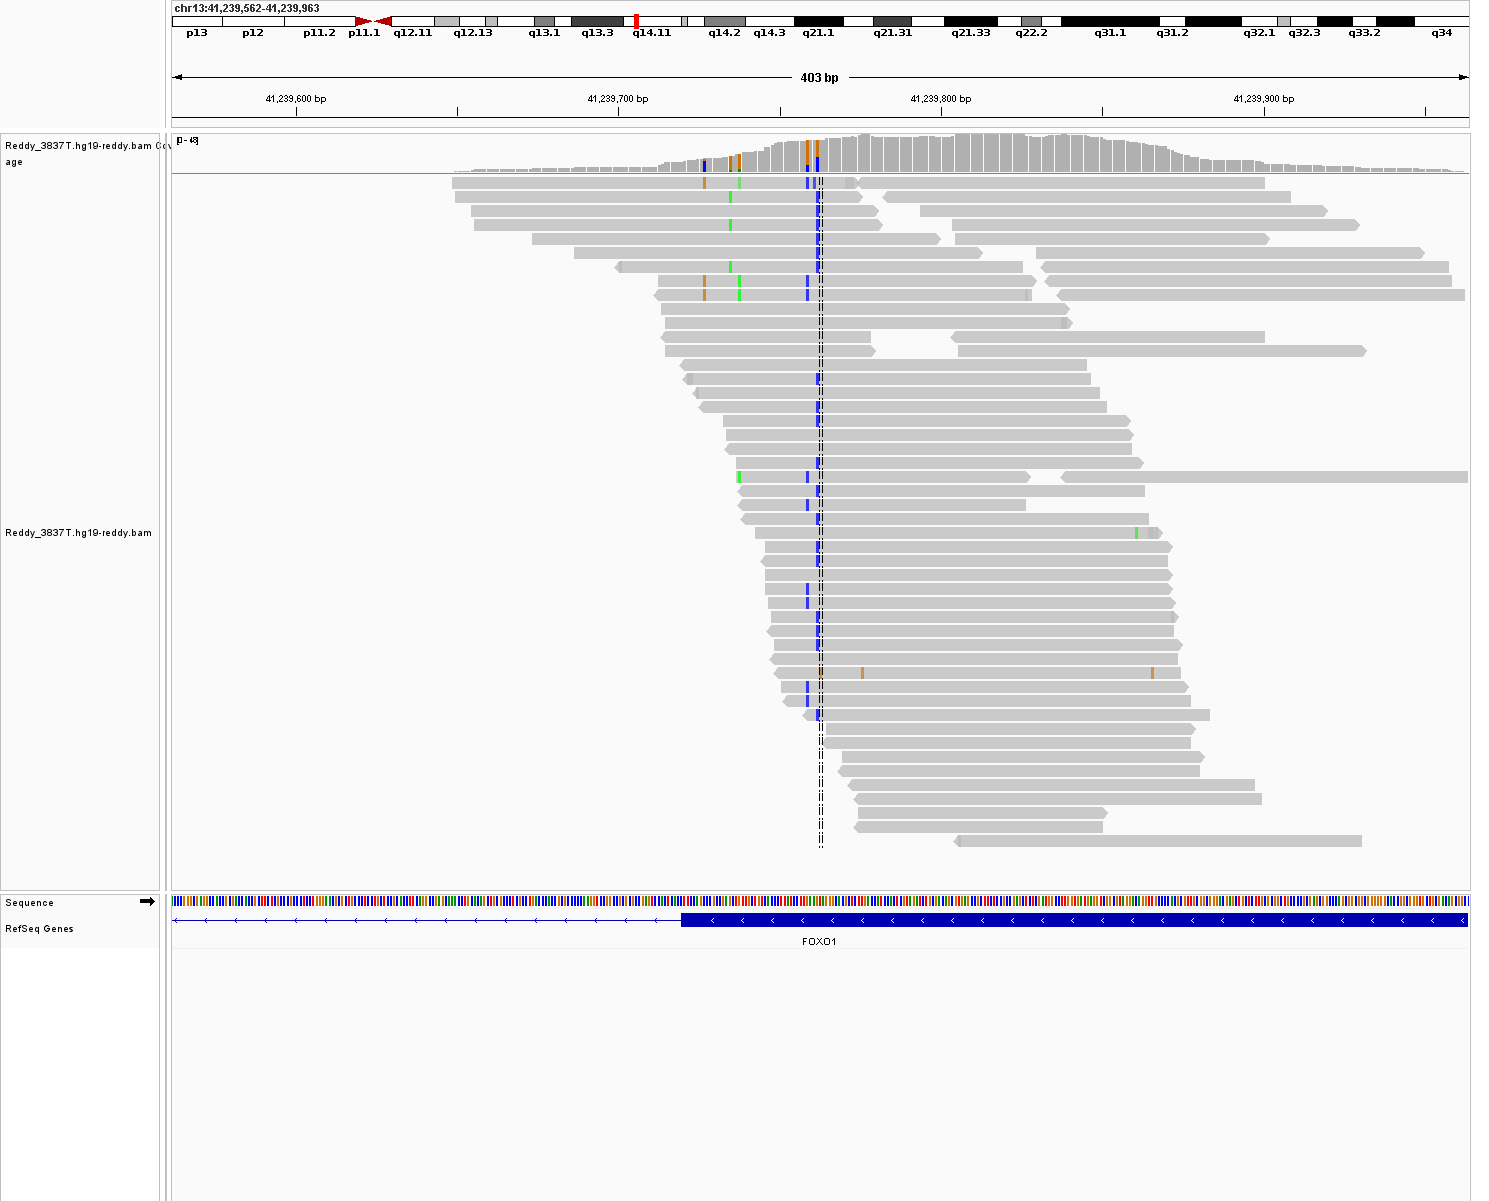 chr13:41,239,562-41,239,963
p13 p12 p11.2 p11.1 q12.11 q12.13 q13.1 q13.3 q14.11 q14.2 q14.3 q21.1 q21.31 q21.33 q22.2 q31.1 q31.2 q32.1 q32.3 q33.2 q34
403 bp
41,239,600 bp 41,239,700 bp 41,239,800 bp 41,239,900 bp
Reddy_3837T.hg19-reddy.bam Cov
age
Reddy_3837T.hg19-reddy.bam
Sequence
RefSeq Genes
FOXO1